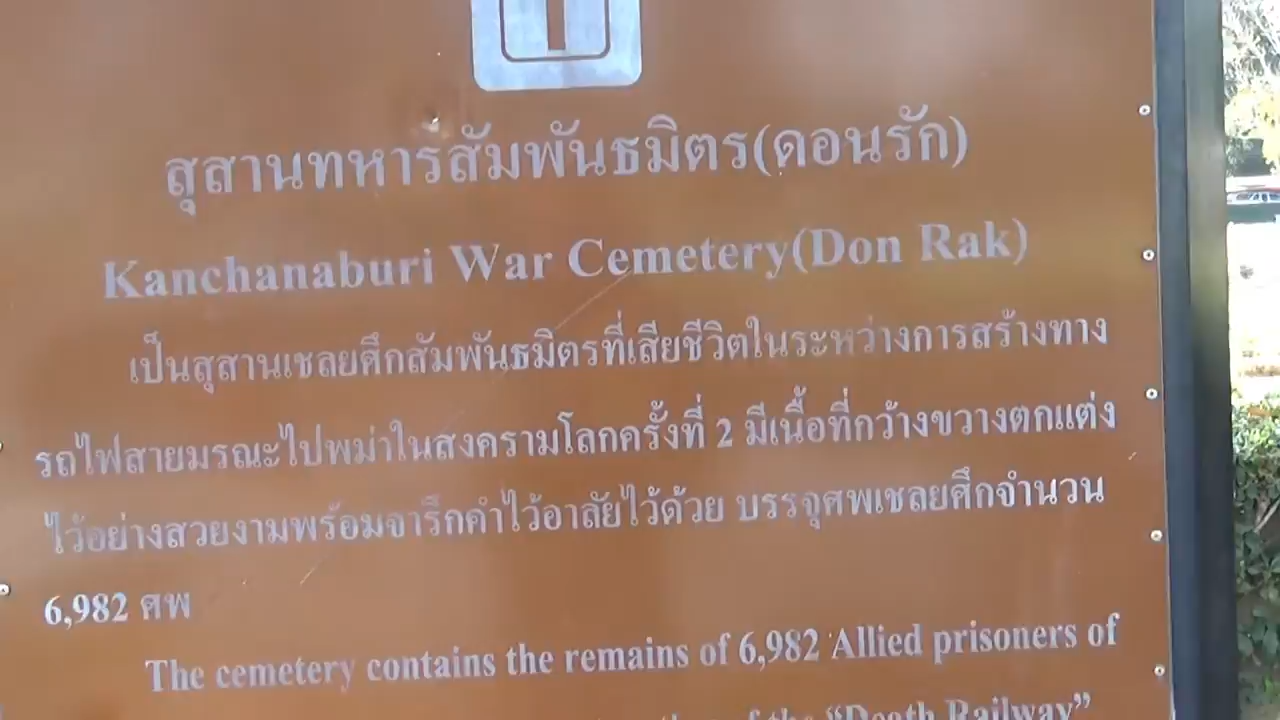 สุสานทหารสัมพันธมิตร(ดอนรัก)
Kanchanaburi War Cemetery(Don Rak)
เป็นสุสานเชลยศึกสัมพันธมิตรที่เสียชีวิตในระหว่างการสร้างทาง
รถไฟสายมรณะไปพม่าในสงครามโลกครั้งที่ 2 มีเนื้อที่กว้างขวางตกแต่ง
ไว้อย่างสวยงามพร้อมจารึกคำไว้อาลัยไว้ด้วย บรรจุศพเชลยศึกจำนวน
6,982 ศพ
The cemetery contains the remains of 6,982 Allied prisoners of
of the “Death Railway”